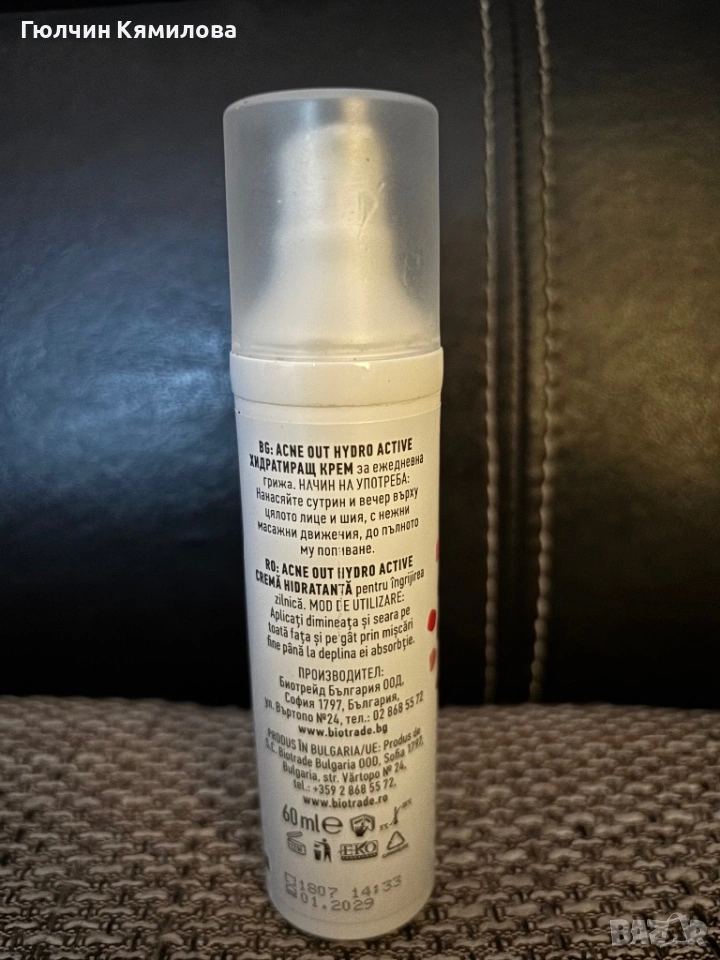 Гюлчин Кямилова
BG: ACNE OUT HYDRO ACTIVE
ХИДРАТИРАЩ КРЕМ за ежедневна
грижа. НАЧИН НА УПОТРЕБА:
Нанасяйте сутрин и вечер върху
цялото лице и шия, с нежни
масажни движения, до пълното
му попиване.
RO: ACNE OUT HYDRO ACTIVE
CREMĂ HIDRATANTĂ pentru îngrijirea
zilnică. MOD DE UTILIZARE:
Aplicați dimineața și seara pe
toată fața și pe gât prin mișcări
fine până la deplina ei absorbție.
ПРОИЗВОДИТЕЛ:
Биотрейд България ООД,
София 1797, България,
ул. Въртопо №24, тел.: 02 868 55 72
www.biotrade.bg
PRODUS ÎN BULGARIA/UE: Produs de
S.C. Biotrade Bulgaria OOD, Sofia 1797,
Bulgaria, str. Vărtopo № 24,
tel.: +359 2 868 55 72.
www.biotrade.ro
60 ml e
EKO
1807 14:33
01.2029
BAZAR